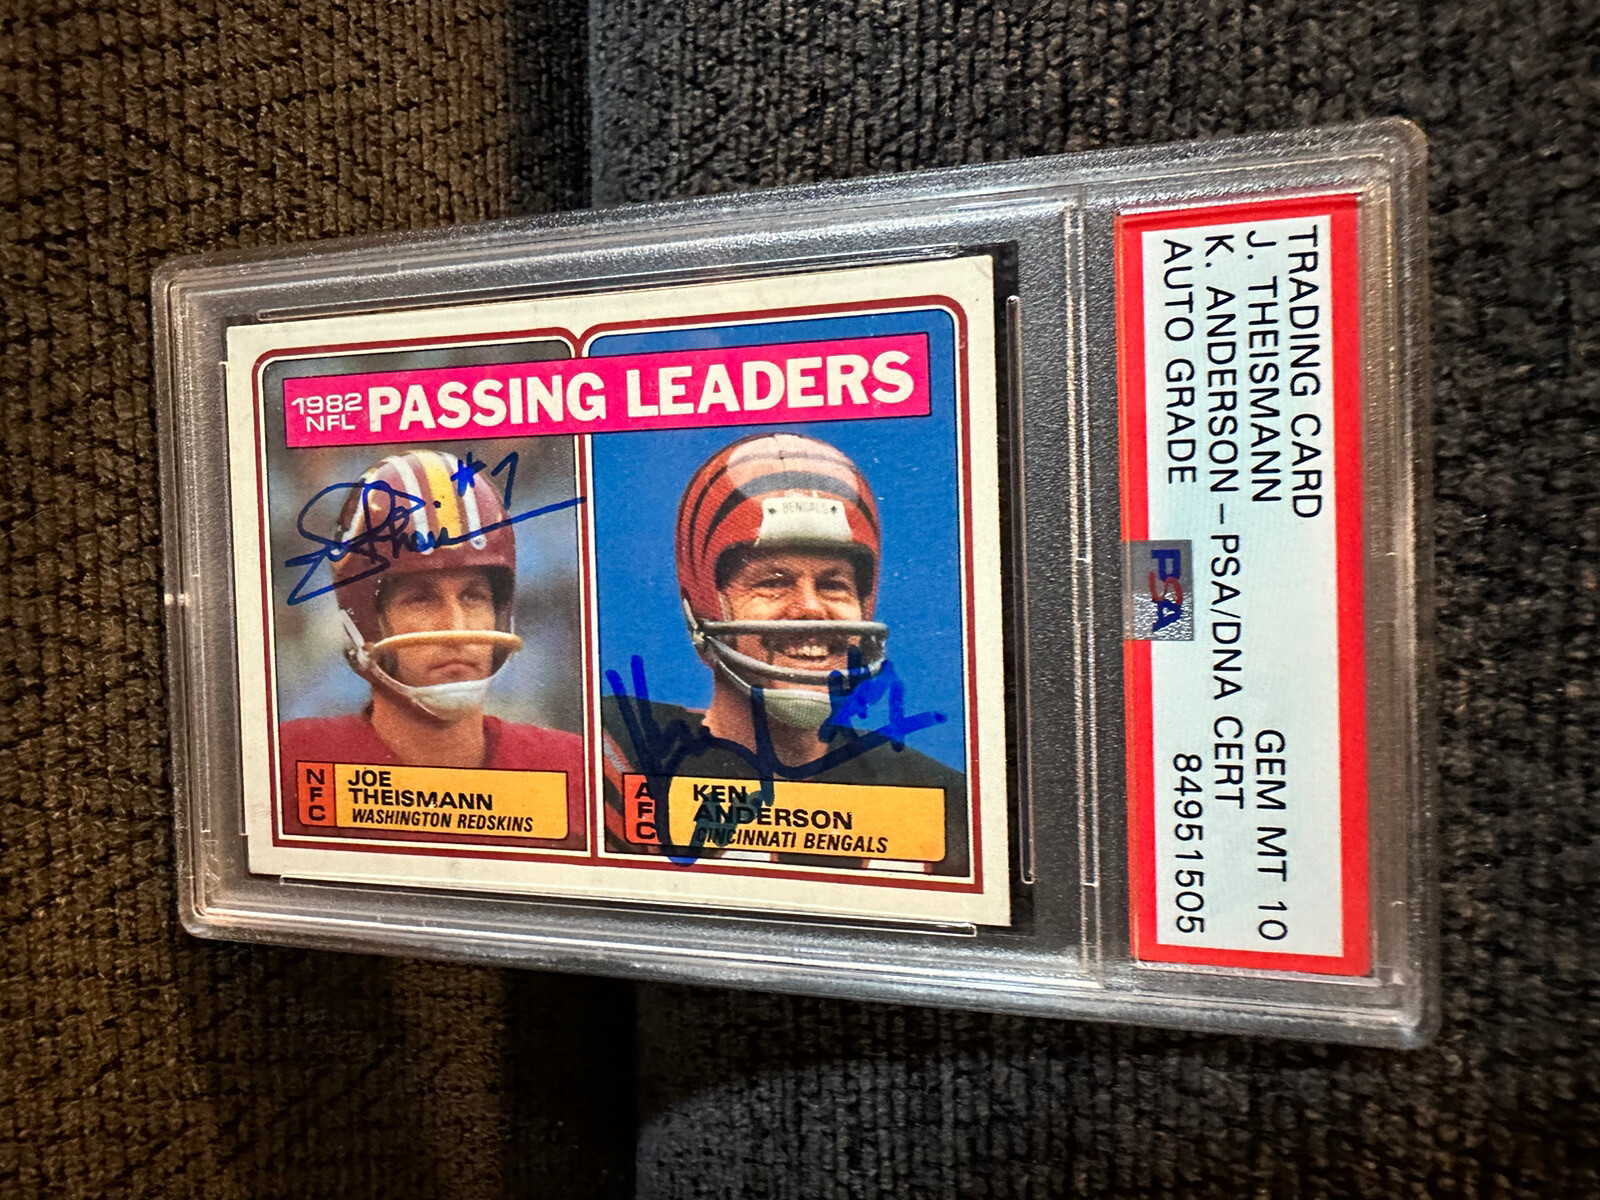 TRADING CARD
J. THEISMANN GEM MT 10
K. ANDERSON-PSA/DNA CERT
AUTO GRADE 84951505
PSA
1982 NFL PASSING LEADERS
#7
BENGALS
NFC
JOE THEISMANN
WASHINGTON REDSKINS
AFC
KEN ANDERSON
CINCINNATI BENGALS